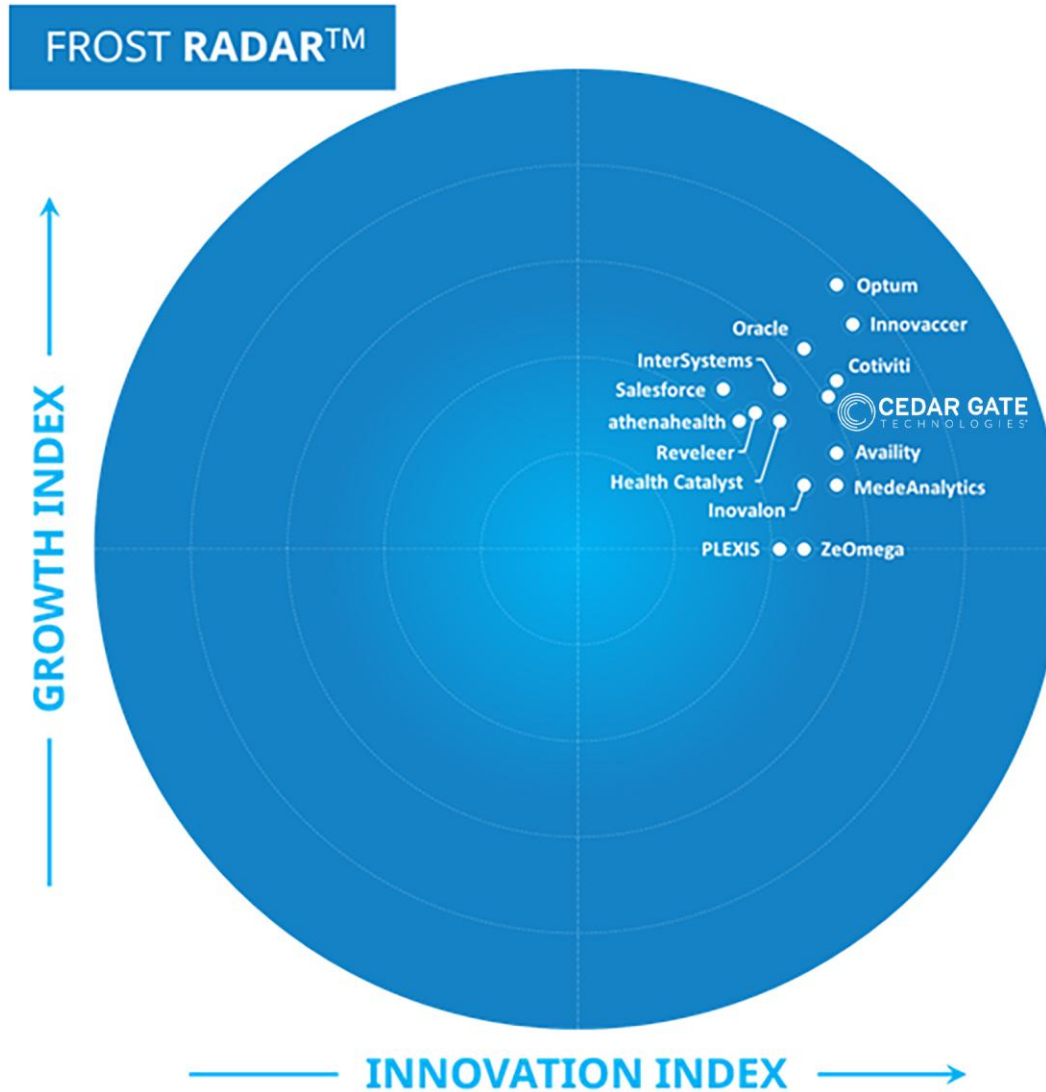 FROST RADAR™
GROWTH INDEX
Optum
Innovaccer
Oracle
InterSystems
Cotiviti
Salesforce
CEDAR GATE
TECHNOLOGIES
athenahealth
Reveleer
Availity
Health Catalyst
MedeAnalytics
Inovalon
PLEXIS
ZeOmega
INNOVATION INDEX